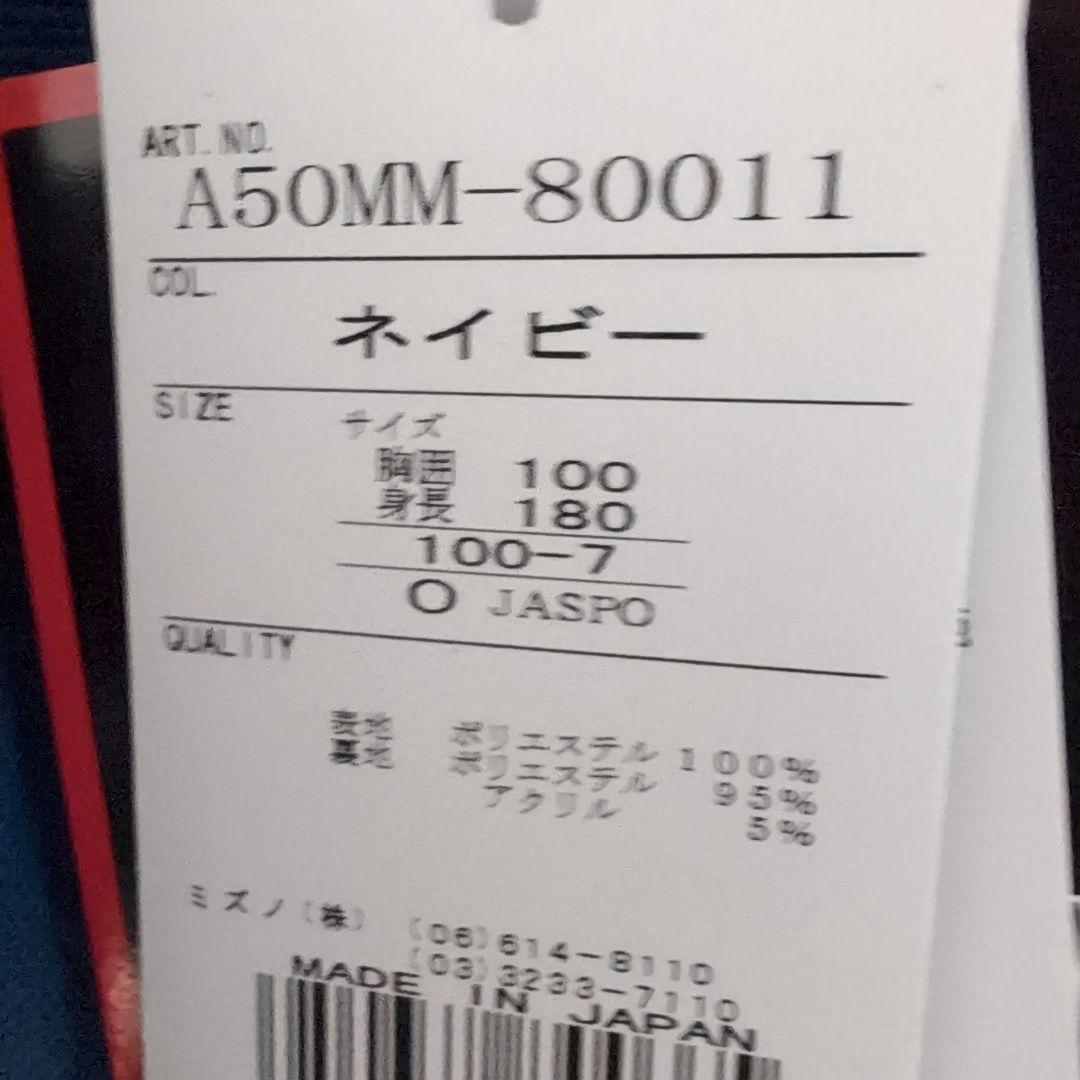 ART.NO.
A50MM-80011
COL.
ネイビー
SIZE
サイズ
胸囲 100
身長 180
100-7
O JASPO
QUALITY
表地 ポリエステル 100%
裏地 ポリエステル 95%
アクリル 5%
ミズノ(株) (06)614-8110
(03)3233-7110
MADE IN JAPAN